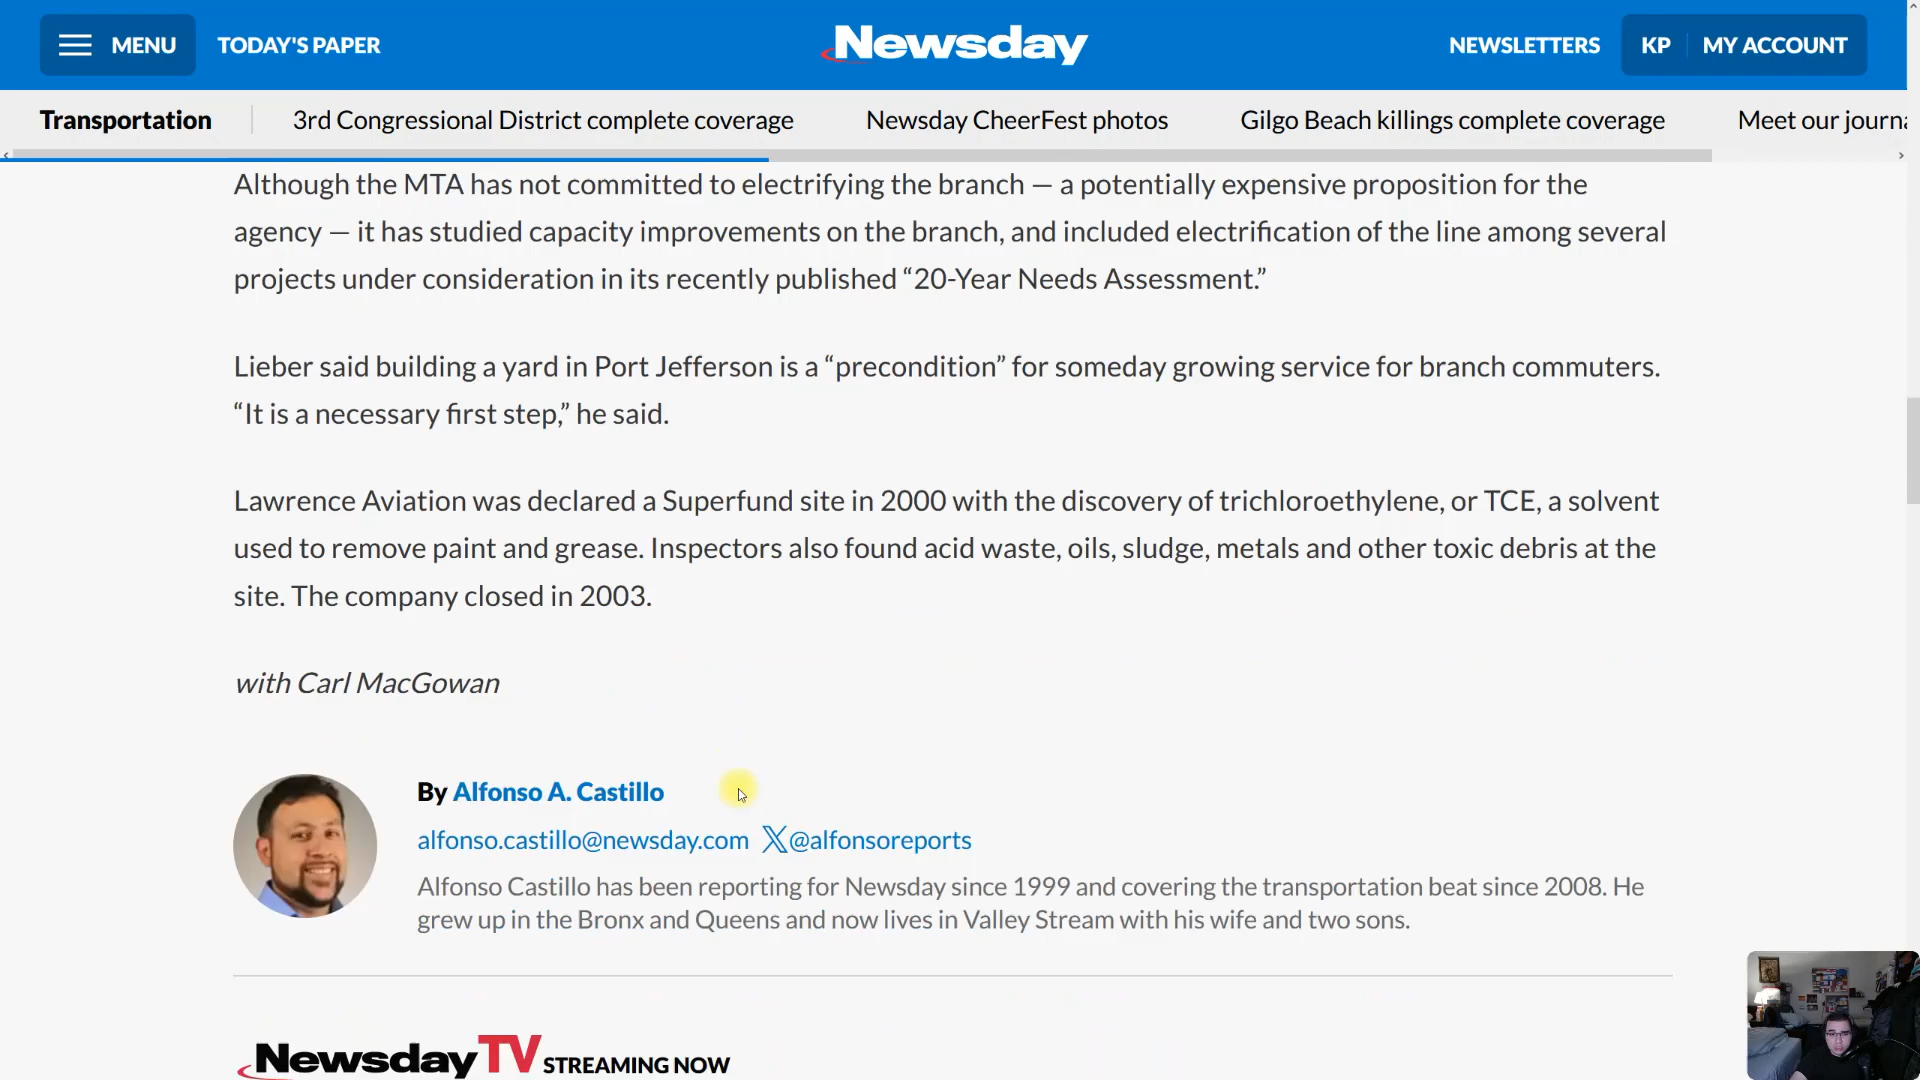 MENU
TODAY'S PAPER
Newsday
NEWSLETTERS
KP
MY ACCOUNT
Transportation
3rd Congressional District complete coverage
Newsday CheerFest photos
Gilgo Beach killings complete coverage
Meet our journa
Although the MTA has not committed to electrifying the branch — a potentially expensive proposition for the
agency — it has studied capacity improvements on the branch, and included electrification of the line among several
projects under consideration in its recently published “20-Year Needs Assessment.”
Lieber said building a yard in Port Jefferson is a “precondition” for someday growing service for branch commuters.
“It is a necessary first step,” he said.
Lawrence Aviation was declared a Superfund site in 2000 with the discovery of trichloroethylene, or TCE, a solvent
used to remove paint and grease. Inspectors also found acid waste, oils, sludge, metals and other toxic debris at the
site. The company closed in 2003.
with Carl MacGowan
By Alfonso A. Castillo
alfonso.castillo@newsday.com X@alfonsoreports
Alfonso Castillo has been reporting for Newsday since 1999 and covering the transportation beat since 2008. He
grew up in the Bronx and Queens and now lives in Valley Stream with his wife and two sons.
NewsdayTV STREAMING NOW